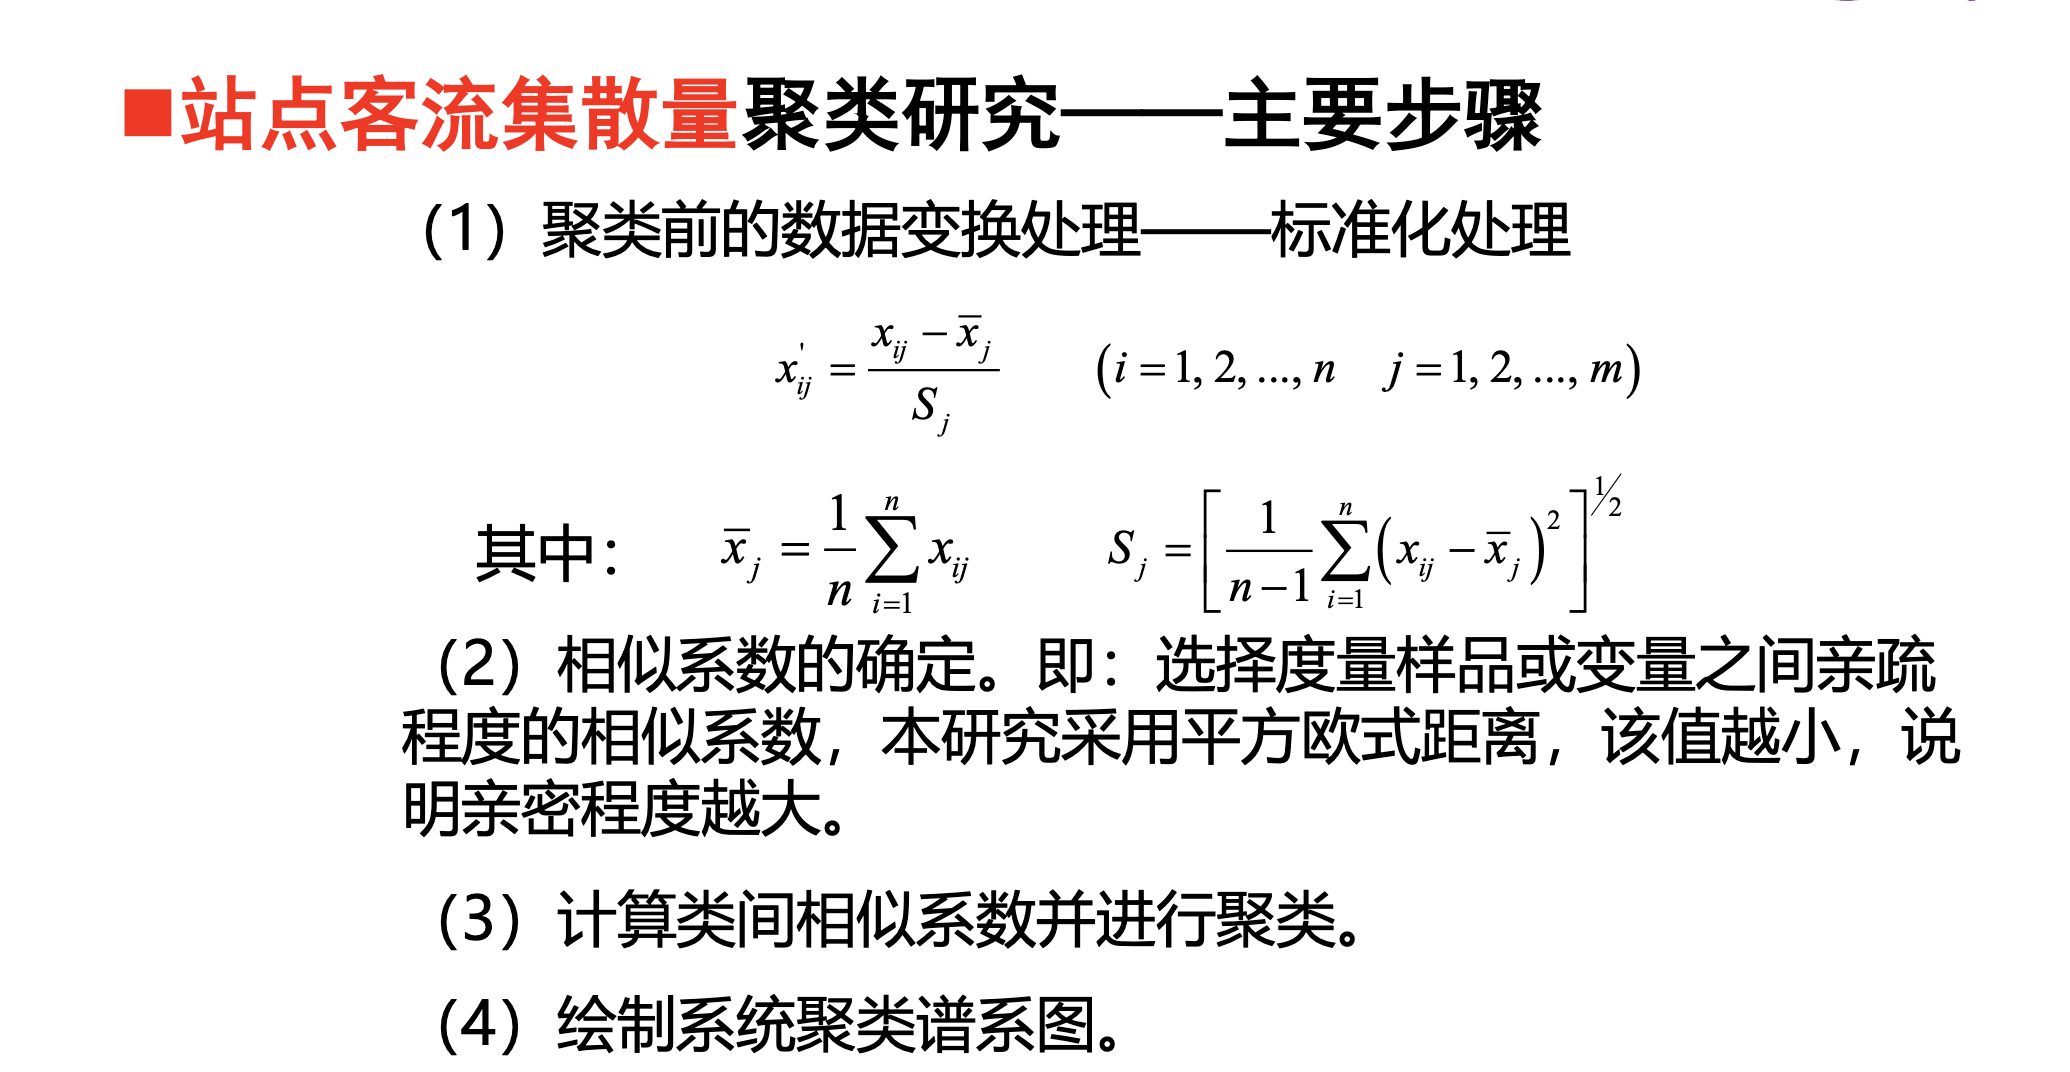 ■站点客流集散量聚类研究——主要步骤
（1）聚类前的数据变换处理——标准化处理
x'_{ij} = \frac{x_{ij} - \overline{x}_j}{S_j} (i = 1, 2, ..., n  j = 1, 2, ..., m)
其中： \overline{x}_j = \frac{1}{n} \sum_{i=1}^{n} x_{ij}  S_j = \left[ \frac{1}{n-1} \sum_{i=1}^{n} (x_{ij} - \overline{x}_j)^2 \right]^{1/2}
（2）相似系数的确定。即：选择度量样品或变量之间亲疏
程度的相似系数，本研究采用平方欧式距离，该值越小，说
明亲密程度越大。
（3）计算类间相似系数并进行聚类。
（4）绘制系统聚类谱系图。